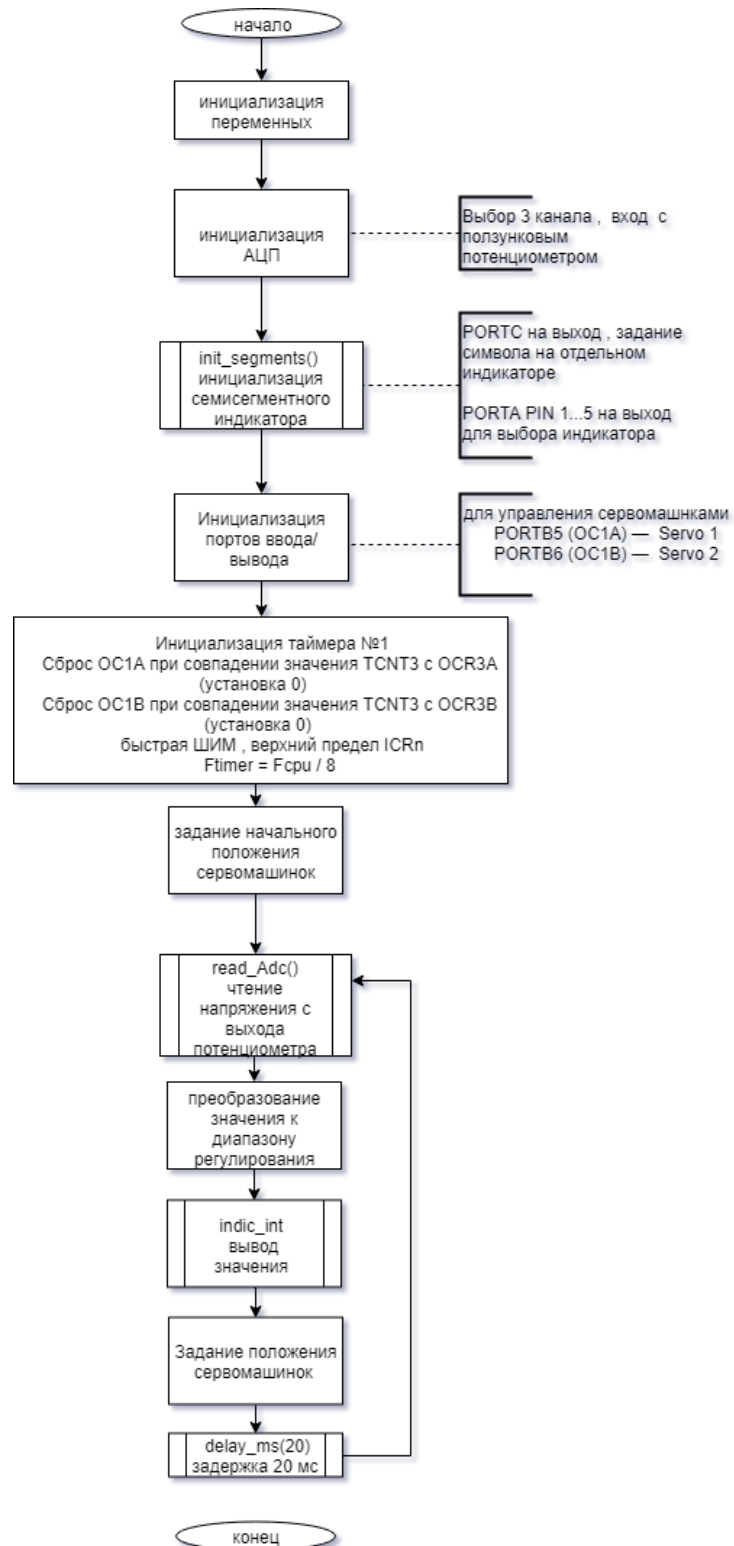 начало
инициализация
переменных
инициализация
АЦП
Выбор 3 канала , вход с
ползунковым
потенциометром
init_segments()
инициализация
семисегментного
индикатора
PORTC на выход , задание
символа на отдельном
индикаторе
PORTA PIN 1...5 на выход
для выбора индикатора
Инициализация
портов ввода/
вывода
для управления сервомашнками
PORTB5 (OC1A) — Servo 1
PORTB6 (OC1B) — Servo 2
Инициализация таймера №1
Сброс OC1A при совпадении значения TCNT3 с OCR3A
(установка 0)
Сброс OC1B при совпадении значения TCNT3 с OCR3B
(установка 0)
быстрая ШИМ , верхний предел ICRn
Ftimer = Fcpu / 8
задание начального
положения
сервомашинок
read_Adc()
чтение
напряжения с
выхода
потенциометра
преобразование
значения к
диапазону
регулирования
indic_int
вывод
значения
Задание положения
сервомашинок
delay_ms(20)
задержка 20 мс
конец